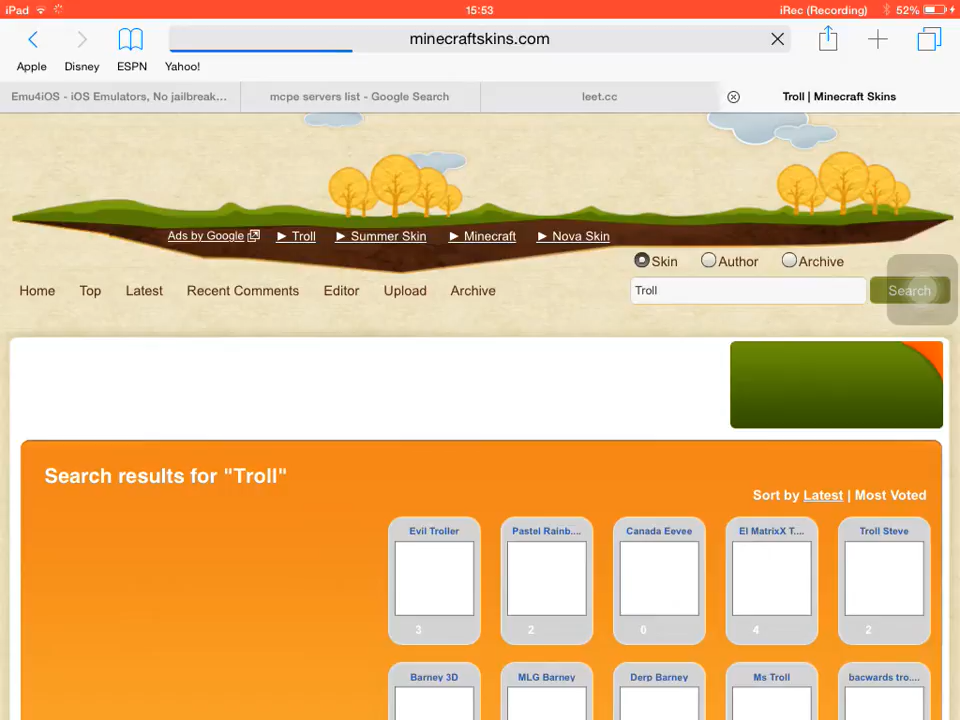 iPad 15:53 iRec (Recording) 52%
minecraftskins.com
Apple Disney ESPN Yahoo!
Emu4iOS - iOS Emulators, No jailbreak... mcpe servers list - Google Search leet.cc Troll | Minecraft Skins
Ads by Google ► Troll ► Summer Skin ► Minecraft ► Nova Skin
Skin Author Archive
Home Top Latest Recent Comments Editor Upload Archive Troll Search
Search results for "Troll"
Sort by Latest | Most Voted
Evil Troller Pastel Rainb.... Canada Eevee El MatrixX T.... Troll Steve
3 2 0 4 2
Barney 3D MLG Barney Derp Barney Ms Troll bacwards tro....